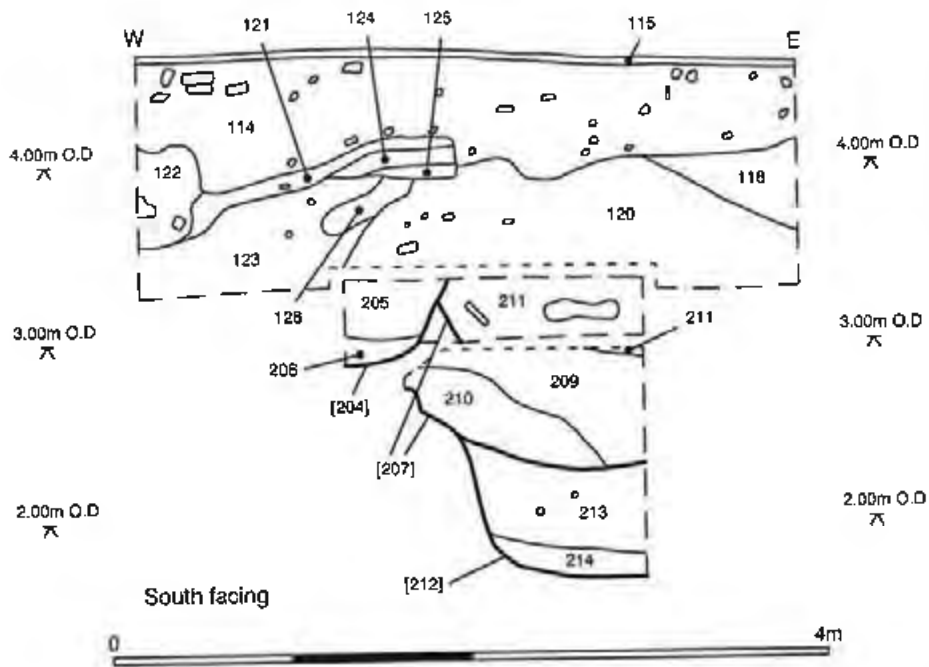 121 124 125 115
W E
114
4.00m O.D 4.00m O.D
122 118
120
123
128 205 211
3.00m O.D 211 3.00m O.D
206 209
[204] 210
[207]
2.00m O.D 213 2.00m O.D
214
[212]
South facing
0 4m